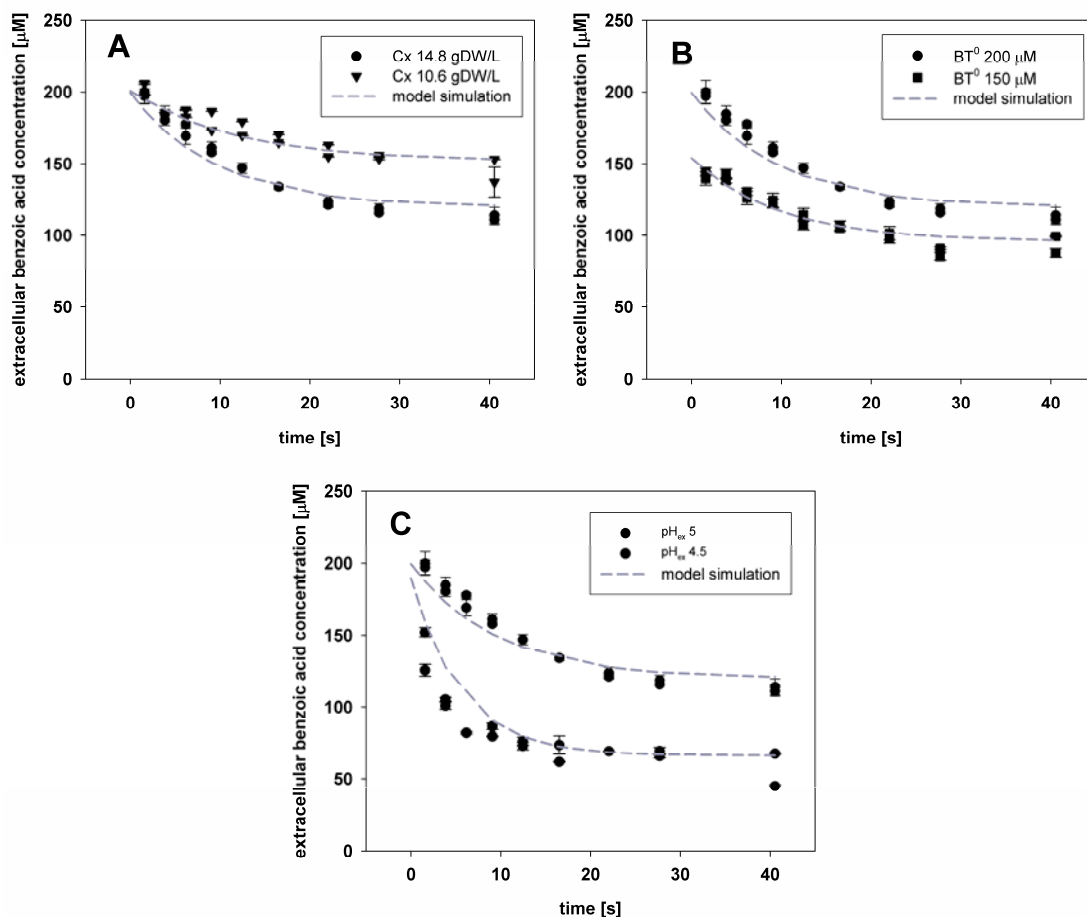 A
Cx 14.8 gDW/L
Cx 10.6 gDW/L
model simulation
extracellular benzoic acid concentration [µM]
250
200
150
100
50
0
0 10 20 30 40
time [s]
B
BT⁰ 200 µM
BT⁰ 150 µM
model simulation
extracellular benzoic acid concentration [µM]
250
200
150
100
50
0
0 10 20 30 40
time [s]
C
pHex 5
pHex 4.5
model simulation
extracellular benzoic acid concentration [µM]
250
200
150
100
50
0
0 10 20 30 40
time [s]